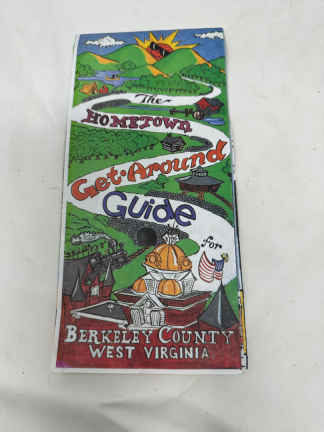 The
HOMETOWN
Get-Around
Guide
for
BERKELEY COUNTY
WEST VIRGINIA